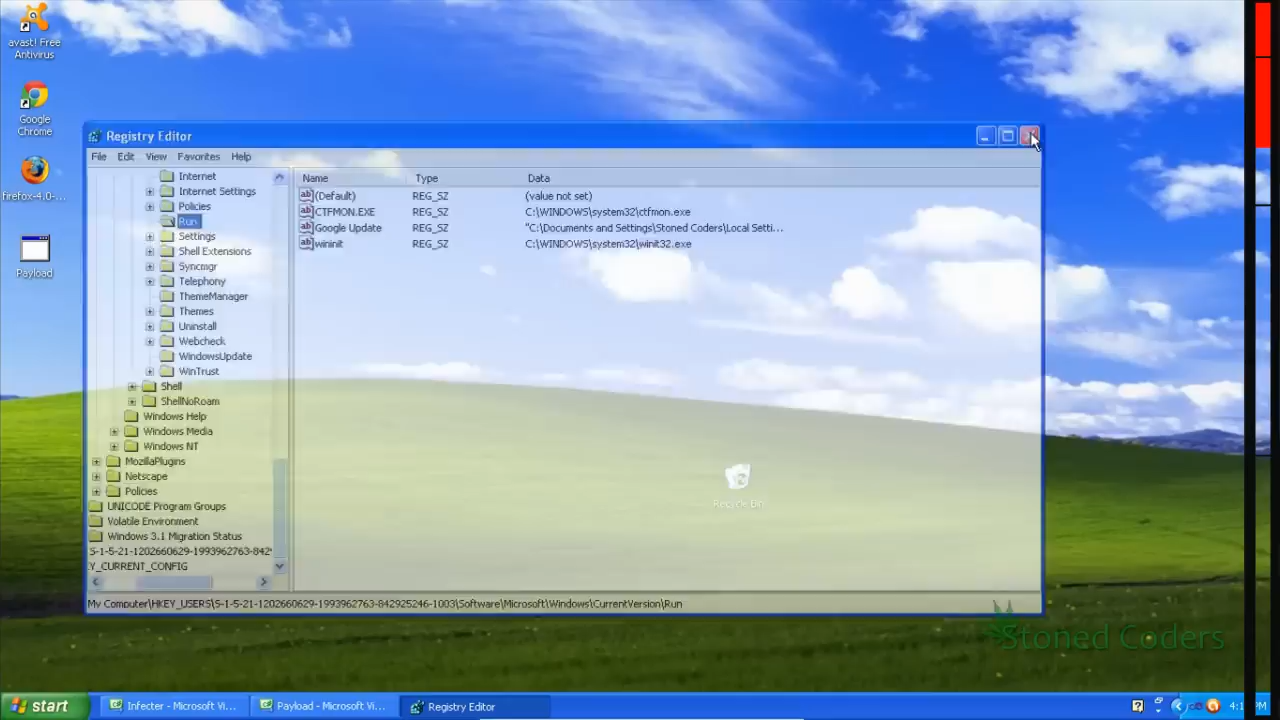 avast! Free
Antivirus
Google
Chrome
firefox-4.0-...
Payload
Registry Editor
File Edit View Favorites Help
Internet
Internet Settings
Policies
Run
Settings
Shell Extensions
Syncmgr
Telephony
ThemeManager
Themes
Uninstall
Webcheck
WindowsUpdate
WinTrust
Shell
ShellNoRoam
Windows Help
Windows Media
Windows NT
MozillaPlugins
Netscape
Policies
UNICODE Program Groups
Volatile Environment
Windows 3.1 Migration Status
S-1-5-21-1202660629-1993962763-842
Y_CURRENT_CONFIG
Name Type Data
(Default) REG_SZ (value not set)
CTFMON.EXE REG_SZ C:\WINDOWS\system32\ctfmon.exe
Google Update REG_SZ "C:\Documents and Settings\Stoned Coders\Local Setti...
wininit REG_SZ C:\WINDOWS\system32\winit32.exe
Recycle Bin
My Computer\HKEY_USERS\S-1-5-21-1202660629-1993962763-842925246-1003\Software\Microsoft\Windows\CurrentVersion\Run
Stoned Coders
start Infecter - Microsoft Vi... Payload - Microsoft Vi... Registry Editor PM